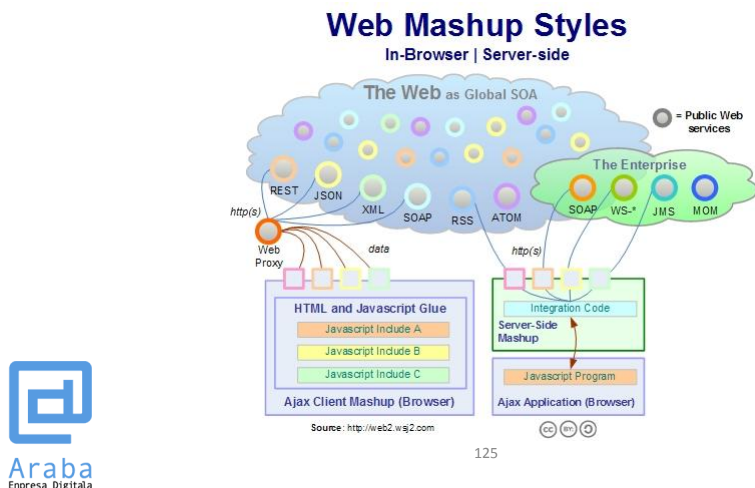 Web Mashup Styles
In-Browser | Server-side
The Web as Global SOA
= Public Web
services
The Enterprise
REST
JSON
XML
SOAP
RSS
ATOM
SOAP
WS-*
JMS
MOM
http(s)
Web
Proxy
data
http(s)
HTML and Javascript Glue
Javascript Include A
Javascript Include B
Javascript Include C
Ajax Client Mashup (Browser)
Integration Code
Server-Side
Mashup
Javascript Program
Ajax Application (Browser)
Source: http://web2.wsj2.com
CC BY:
125
Araba
Enpresa Digitala